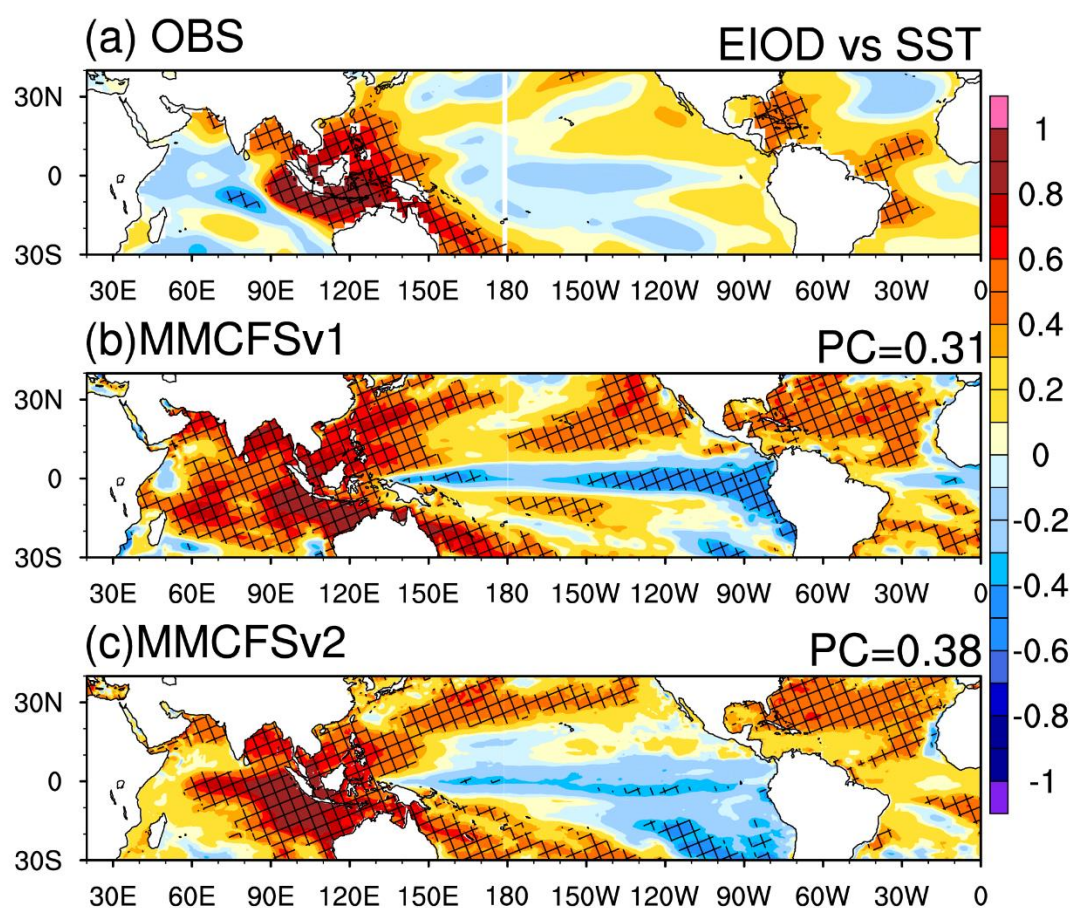 (a) OBS EIOD vs SST
30N
0
30S
30E 60E 90E 120E 150E 180 150W 120W 90W 60W 30W 0
(b)MMCFSv1 PC=0.31
30N
0
30S
30E 60E 90E 120E 150E 180 150W 120W 90W 60W 30W 0
(c)MMCFSv2 PC=0.38
30N
0
30S
30E 60E 90E 120E 150E 180 150W 120W 90W 60W 30W 0
1
0.8
0.6
0.4
0.2
0
-0.2
-0.4
-0.6
-0.8
-1